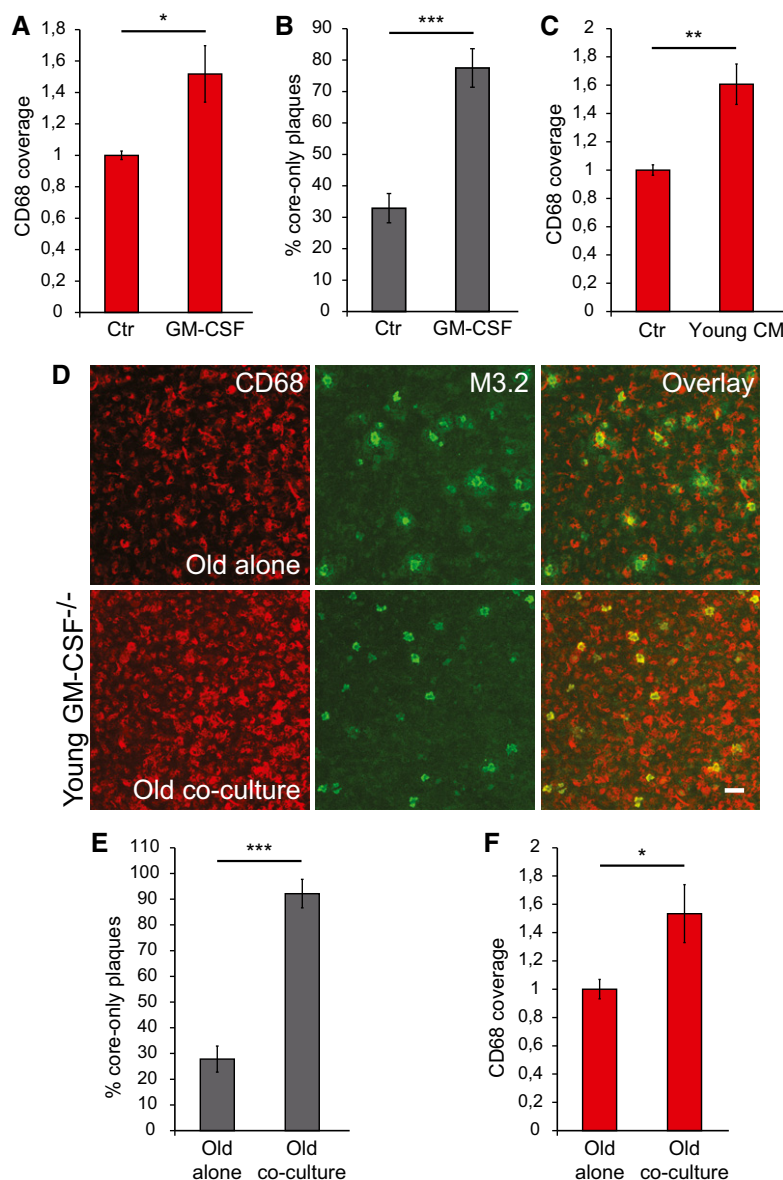 A
*
CD68 coverage
1,8
1,6
1,4
1,2
1
0,8
0,6
0,4
0,2
0
Ctr GM-CSF
B
***
% core-only plaques
90
80
70
60
50
40
30
20
10
0
Ctr GM-CSF
C
**
CD68 coverage
2
1,8
1,6
1,4
1,2
1
0,8
0,6
0,4
0,2
0
Ctr Young CM
D
CD68 M3.2 Overlay
Old alone
Young GM-CSF-/-
Old co-culture
E
***
% core-only plaques
110
100
90
80
70
60
50
40
30
20
10
0
Old Old
alone co-culture
F
*
CD68 coverage
2
1,8
1,6
1,4
1,2
1
0,8
0,6
0,4
0,2
0
Old Old
alone co-culture